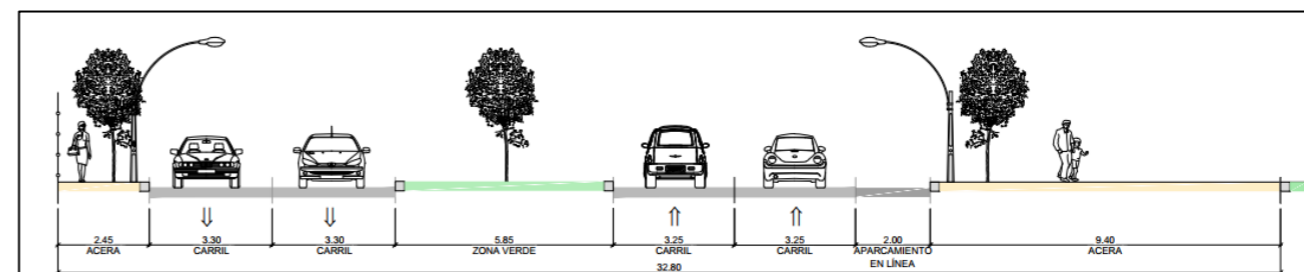 2.45 3.30 3.30 5.85 3.25 3.25 2.00 9.40
ACERA CARRIL CARRIL ZONA VERDE CARRIL CARRIL APARCAMIENTO ACERA
EN LÍNEA
32.80